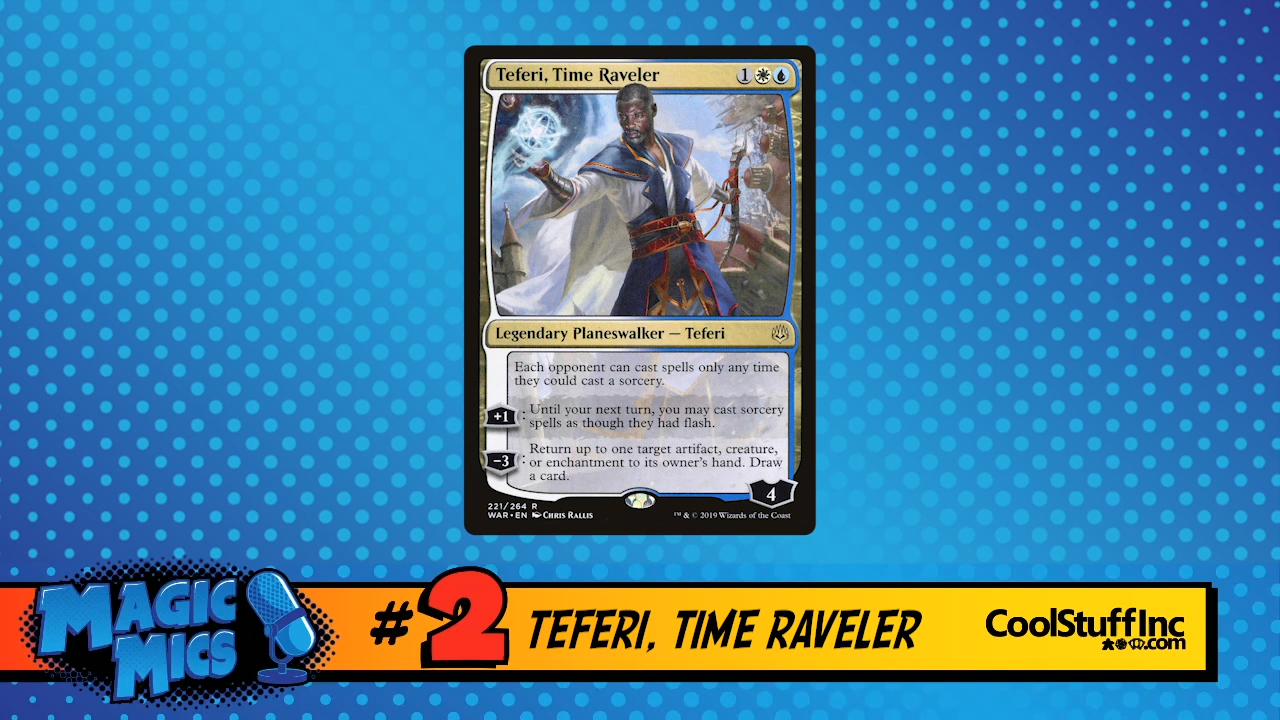 Teferi, Time Raveler 1
Legendary Planeswalker — Teferi
Each opponent can cast spells only any time
they could cast a sorcery.
+1: Until your next turn, you may cast sorcery
spells as though they had flash.
−3: Return up to one target artifact, creature,
or enchantment to its owner's hand. Draw
a card.
4
221/264 R
WAR • EN Chris Rallis
™ & © 2019 Wizards of the Coast
MAGIC
MICS
#2 TEFERI, TIME RAVELER
CoolStuffInc
.com